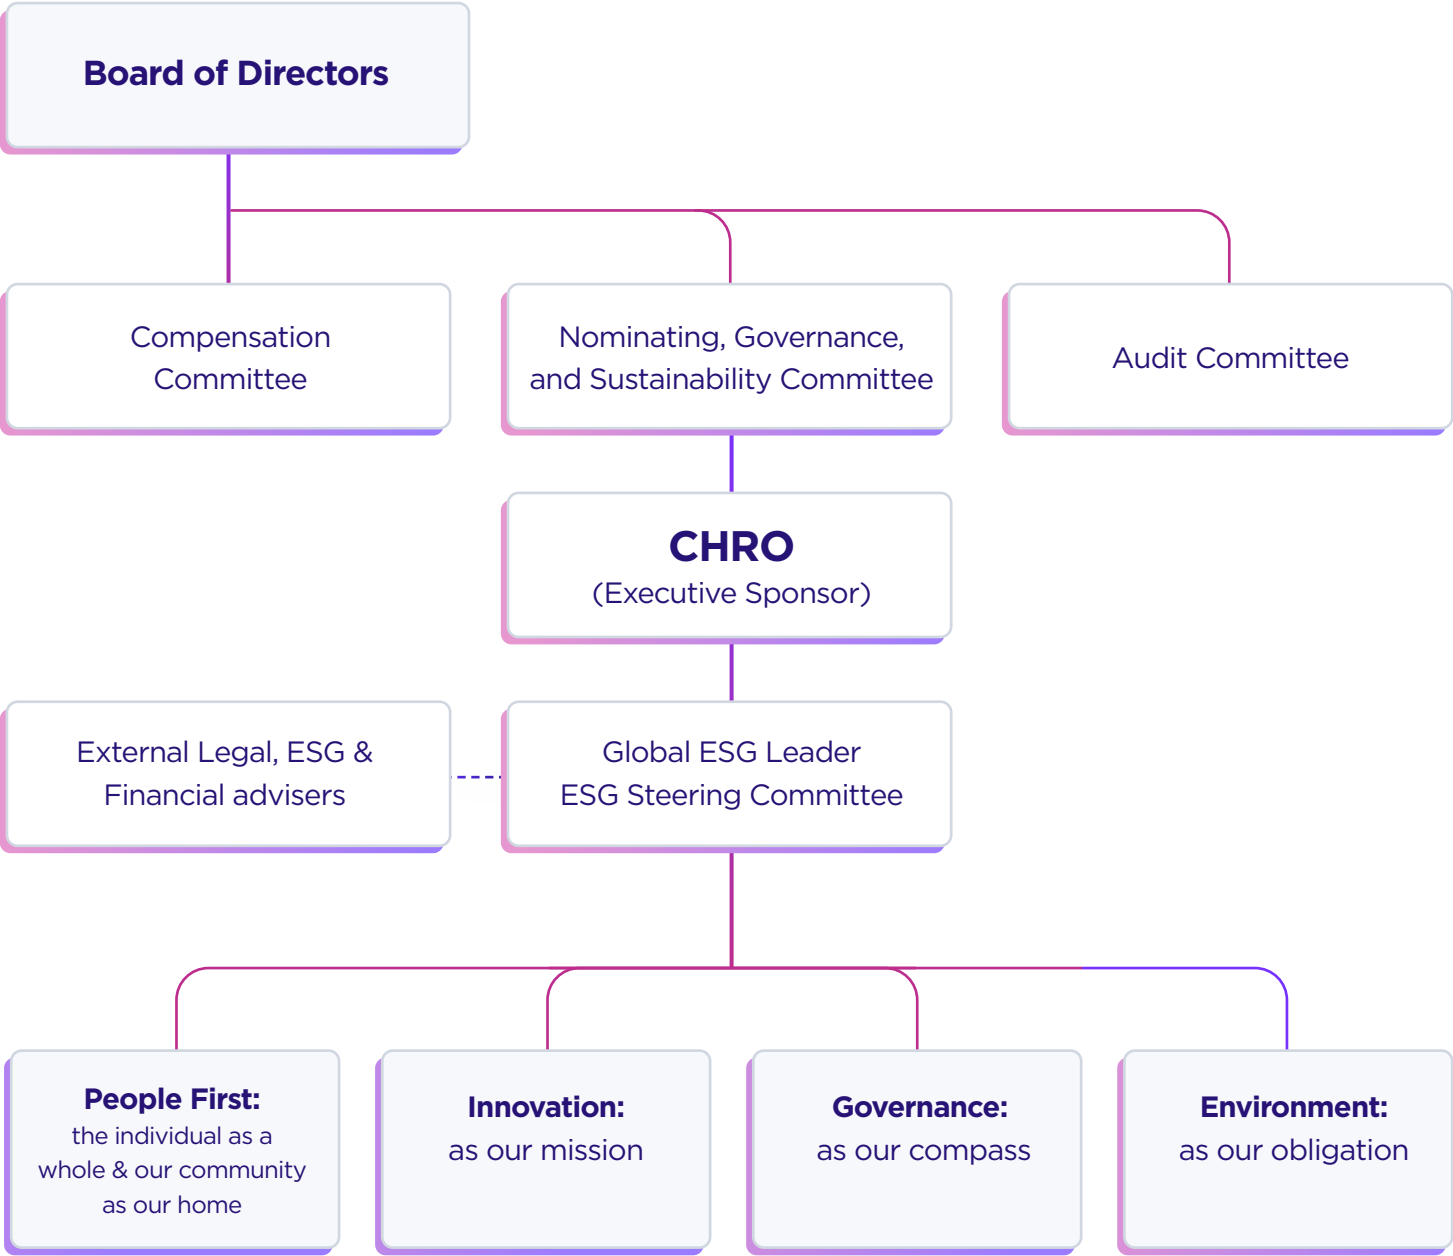 Board of Directors
Compensation
Committee
Nominating, Governance,
and Sustainability Committee
Audit Committee
CHRO
(Executive Sponsor)
External Legal, ESG &
Financial advisers
Global ESG Leader
ESG Steering Committee
People First:
the individual as a
whole & our community
as our home
Innovation:
as our mission
Governance:
as our compass
Environment:
as our obligation